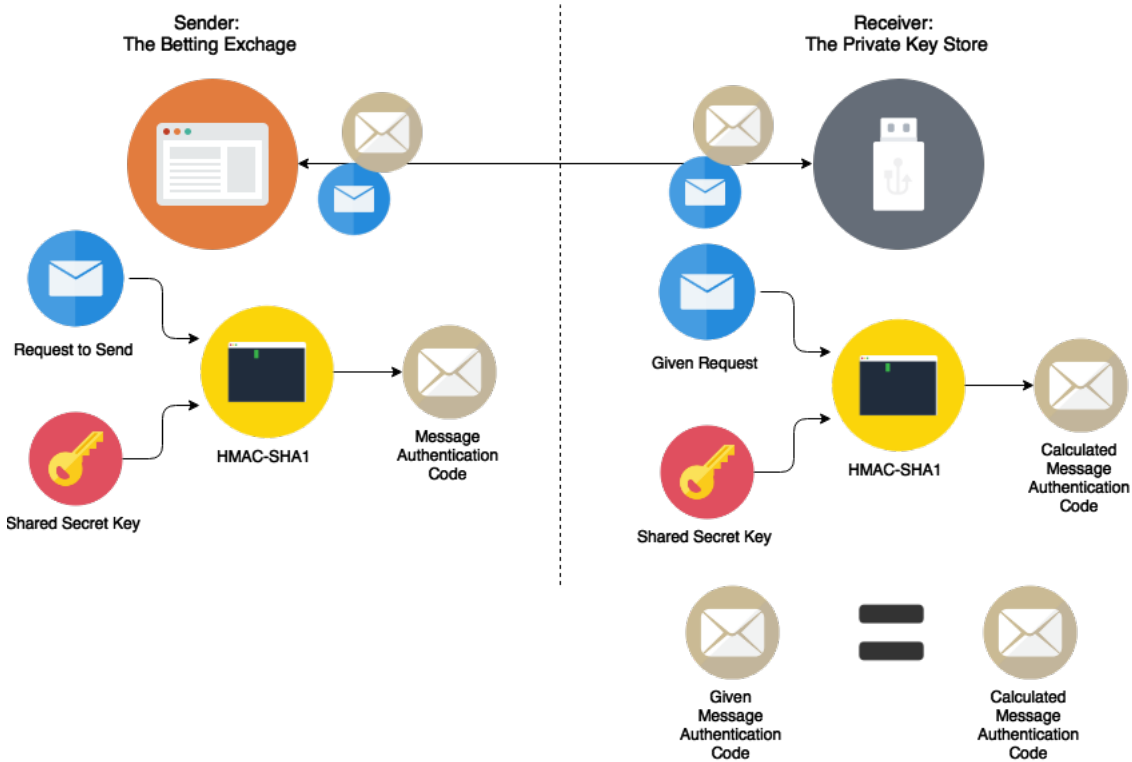 Sender:
The Betting Exchage
Receiver:
The Private Key Store
Request to Send
HMAC-SHA1
Shared Secret Key
Message
Authentication
Code
Given Request
HMAC-SHA1
Shared Secret Key
Calculated
Message
Authentication
Code
Given
Message
Authentication
Code
Calculated
Message
Authentication
Code